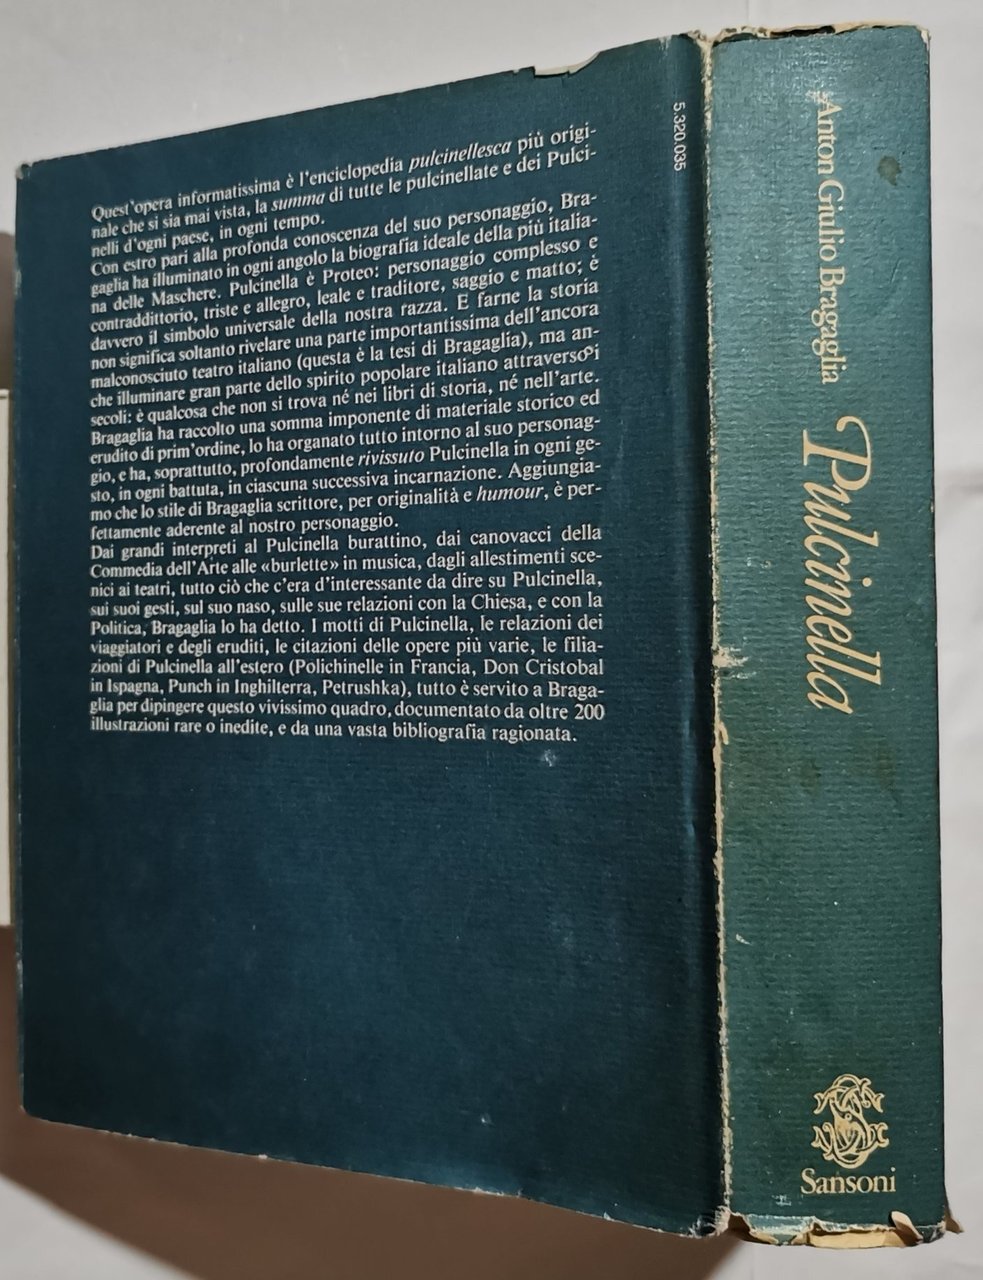 Quest'opera informatissima è l'enciclopedia pulcinellesca più origi-
nale che si sia mai vista, la summa di tutte le pulcinellate e dei Pulci-
nelli d'ogni paese, in ogni tempo.
Con estro pari alla profonda conoscenza del suo personaggio, Bra-
gaglia ha illuminato in ogni angolo la biografia ideale della più italia-
na delle Maschere. Pulcinella è Proteo: personaggio complesso e
contraddittorio, triste e allegro, leale e traditore, saggio e matto; è
davvero il simbolo universale della nostra razza. E farne la storia
non significa soltanto rivelare una parte importantissima dell'ancora
malconosciuto teatro italiano (questa è la tesi di Bragaglia), ma an-
che illuminare gran parte dello spirito popolare italiano attraverso i
secoli: è qualcosa che non si trova né nei libri di storia, né nell'arte.
Bragaglia ha raccolto una somma imponente di materiale storico ed
erudito di prim'ordine, lo ha organato tutto intorno al suo personag-
gio, e ha, soprattutto, profondamente rivissuto Pulcinella in ogni ge-
sto, in ogni battuta, in ciascuna successiva incarnazione. Aggiungia-
mo che lo stile di Bragaglia scrittore, per originalità e humour, è per-
fettamente aderente al nostro personaggio.
Dai grandi interpreti al Pulcinella burattino, dai canovacci della
Commedia dell'Arte alle «burlette» in musica, dagli allestimenti sce-
nici ai teatri, tutto ciò che c'era d'interessante da dire su Pulcinella,
sui suoi gesti, sul suo naso, sulle sue relazioni con la Chiesa, e con la
Politica, Bragaglia lo ha detto. I motti di Pulcinella, le relazioni dei
viaggiatori e degli eruditi, le citazioni delle opere più varie, le filia-
zioni di Pulcinella all'estero (Polichinelle in Francia, Don Cristobal
in Ispagna, Punch in Inghilterra, Petrushka), tutto è servito a Braga-
glia per dipingere questo vivissimo quadro, documentato da oltre 200
illustrazioni rare o inedite, e da una vasta bibliografia ragionata.
5.320.035
Anton Giulio Bragaglia
Pulcinella
Sansoni